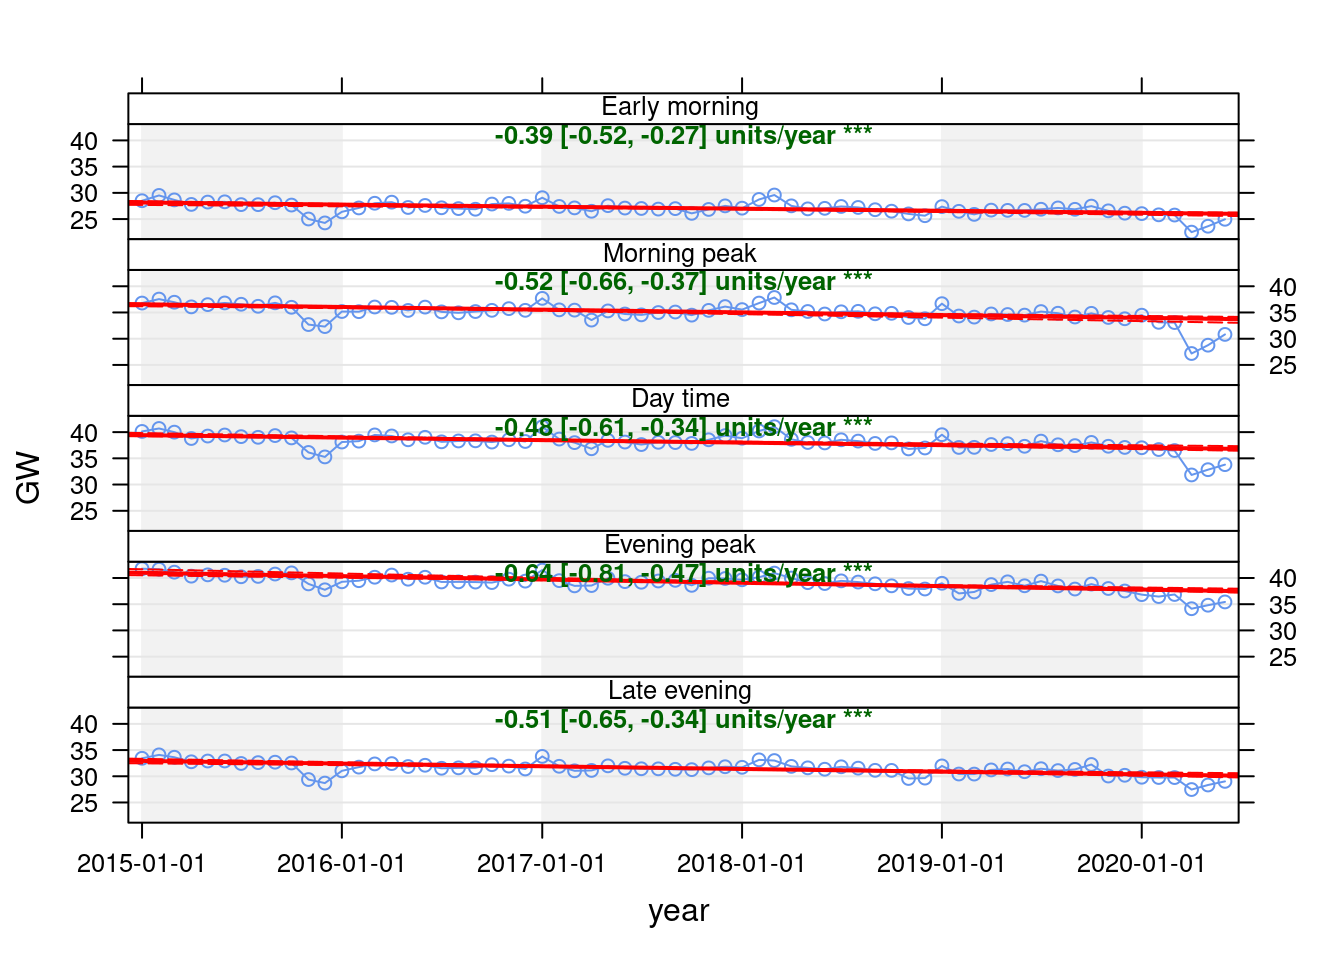 Early morning
-0.39 [-0.52, -0.27] units/year ***
40
35
30
25
Morning peak
-0.52 [-0.66, -0.37] units/year ***
40
35
30
25
Day time
-0.48 [-0.61, -0.34] units/year ***
40
35
30
25
GW
Evening peak
-0.64 [-0.81, -0.47] units/year ***
40
35
30
25
Late evening
-0.51 [-0.65, -0.34] units/year ***
40
35
30
25
2015-01-01 2016-01-01 2017-01-01 2018-01-01 2019-01-01 2020-01-01
year